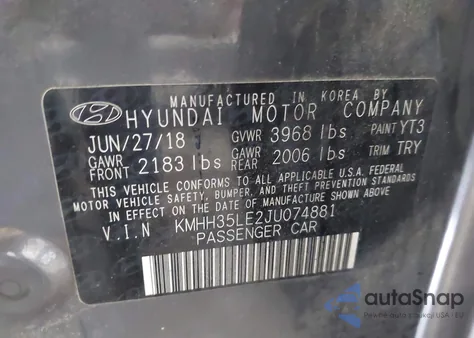 MANUFACTURED IN KOREA BY
HYUNDAI MOTOR COMPANY
JUN/27/18 GVWR 3968 lbs PAINT YT3
GAWR FRONT 2183 lbs GAWR REAR 2006 lbs TRIM TRY
THIS VEHICLE CONFORMS TO ALL APPLICABLE U.S.A. FEDERAL
MOTOR VEHICLE SAFETY, BUMPER, AND THEFT PREVENTION
STANDARDS IN EFFECT ON THE DATE OF MANUFACTURE SHOWN ABOVE
V.I.N KMHH35LE2JU074881
PASSENGER CAR
autoSnap